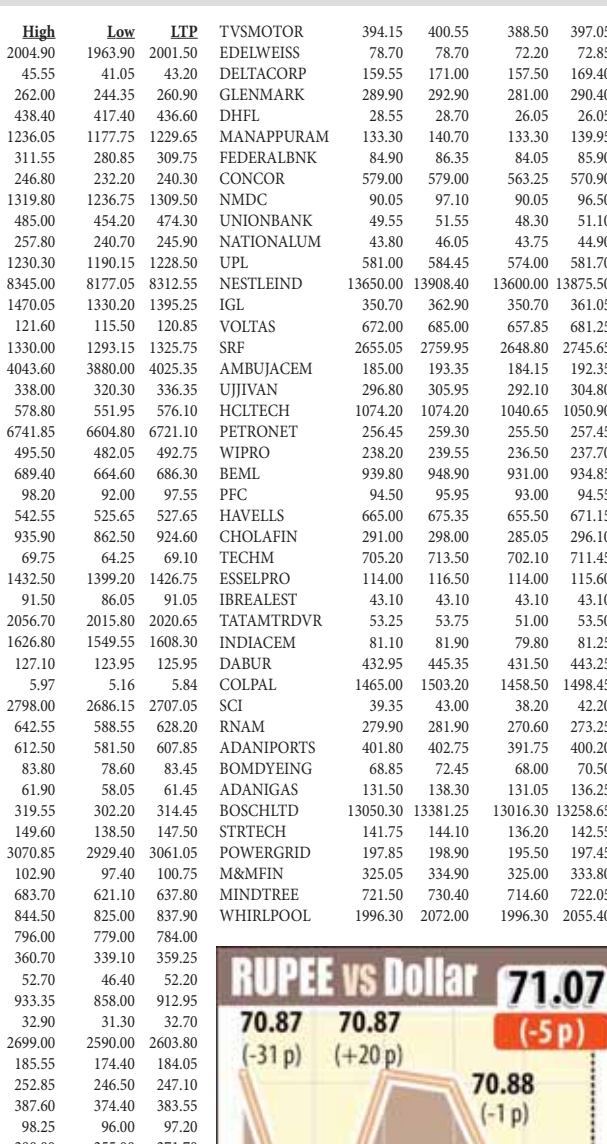 High Low LTP
2004.90 1963.90 2001.50
45.55 41.05 43.20
262.00 244.35 260.90
438.40 417.40 436.60
1236.05 1177.75 1229.65
311.55 280.85 309.75
246.80 232.20 240.30
1319.80 1236.75 1309.50
485.00 454.20 474.30
257.80 240.70 245.90
1230.30 1190.15 1228.50
8345.00 8177.05 8312.55
1470.05 1330.20 1395.25
121.60 115.50 120.85
1330.00 1293.15 1325.75
4043.60 3880.00 4025.35
338.00 320.30 336.35
578.80 551.95 576.10
6741.85 6604.80 6721.10
495.50 482.05 492.75
689.40 664.60 686.30
98.20 92.00 97.55
542.55 525.65 527.65
935.90 862.50 924.60
69.75 64.25 69.10
1432.50 1399.20 1426.75
91.50 86.05 91.05
2056.70 2015.80 2020.65
1626.80 1549.55 1608.30
127.10 123.95 125.95
5.97 5.16 5.84
2798.00 2686.15 2707.05
642.55 588.55 628.20
612.50 581.50 607.85
83.80 78.60 83.45
61.90 58.05 61.45
319.55 302.20 314.45
149.60 138.50 147.50
3070.85 2929.40 3061.05
102.90 97.40 100.75
683.70 621.10 637.80
844.50 825.00 837.90
796.00 779.00 784.00
360.70 339.10 359.25
52.70 46.40 52.20
933.35 858.00 912.95
32.90 31.30 32.70
2699.00 2590.00 2603.80
185.55 174.40 184.05
252.85 246.50 247.10
387.60 374.40 383.55
98.25 96.00 97.20
TVSMOTOR 394.15 400.55 388.50 397.05
EDELWEISS 78.70 78.70 72.20 72.85
DELTACORP 159.55 171.00 157.50 169.40
GLENMARK 289.90 292.90 281.00 290.40
DHFL 28.55 28.70 26.05 26.05
MANAPPURAM 133.30 140.70 133.30 139.95
FEDERALBNK 84.90 86.35 84.05 85.90
CONCOR 579.00 579.00 563.25 570.90
NMDC 90.05 97.10 90.05 96.50
UNIONBANK 49.55 51.55 48.30 51.10
NATIONALUM 43.80 46.05 43.75 44.90
UPL 581.00 584.45 574.00 581.70
NESTLEIND 13650.00 13908.40 13600.00 13875.50
IGL 350.70 362.90 350.70 361.05
VOLTAS 672.00 685.00 657.85 681.25
SRF 2655.05 2759.95 2648.80 2745.65
AMBUJACEM 185.00 193.35 184.15 192.35
UJJIVAN 296.80 305.95 292.10 304.80
HCLTECH 1074.20 1074.20 1040.65 1050.90
PETRONET 256.45 259.30 255.50 257.45
WIPRO 238.20 239.55 236.50 237.70
BEML 939.80 948.90 931.00 934.85
PFC 94.50 95.95 93.00 94.55
HAVELLS 665.00 675.35 655.50 671.15
CHOLAFIN 291.00 298.00 285.05 296.10
TECHM 705.20 713.50 702.10 711.45
ESSELPRO 114.00 116.50 114.00 115.60
IBREALEST 43.10 43.10 43.10 43.10
TATAMTRDVR 53.25 53.75 51.00 53.50
INDIACEM 81.10 81.90 79.80 81.25
DABUR 432.95 445.35 431.50 443.25
COLPAL 1465.00 1503.20 1458.50 1498.45
SCI 39.35 43.00 38.20 42.20
RNAM 279.90 281.90 270.60 273.25
ADANIPORTS 401.80 402.75 391.75 400.20
BOMDYEING 68.85 72.45 68.00 70.50
ADANIGAS 131.50 138.30 131.05 136.25
BOSCHLTD 13050.30 13381.25 13016.30 13258.65
STRTECH 141.75 144.10 136.20 142.55
POWERGRID 197.85 198.90 195.50 197.45
M&MFIN 325.05 334.90 325.00 333.80
MINDTREE 721.50 730.40 714.60 722.05
WHIRLPOOL 1996.30 2072.00 1996.30 2055.40
RUPEE vs Dollar 71.07
(-5 p)
70.87 70.87
(-31 p) (+20 p)
70.88
(-1 p)